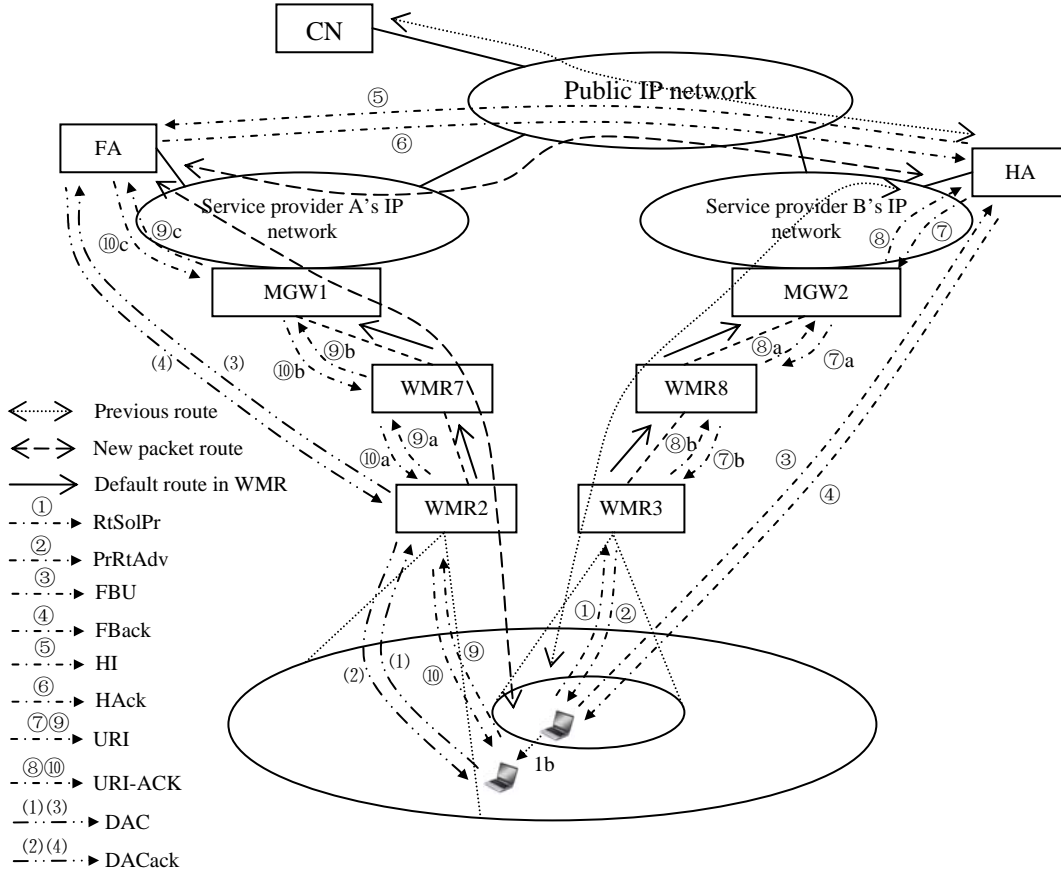 CN
Public IP network
⑤
⑥
FA
HA
Service provider A's IP
network
Service provider B's IP
network
⑩c
⑨c
⑧
⑦
MGW1
MGW2
(4)
(3)
⑩b
⑨b
⑧a
⑦a
WMR7
WMR8
⑩a
⑨a
⑧b
⑦b
③
④
WMR2
WMR3
①
②
(2)
(1)
⑩
⑨
1b
Previous route
New packet route
Default route in WMR
①
RtSolPr
②
PrRtAdv
③
FBU
④
FBack
⑤
HI
⑥
HAck
⑦⑨
URI
⑧⑩
URI-ACK
(1)(3)
DAC
(2)(4)
DACack